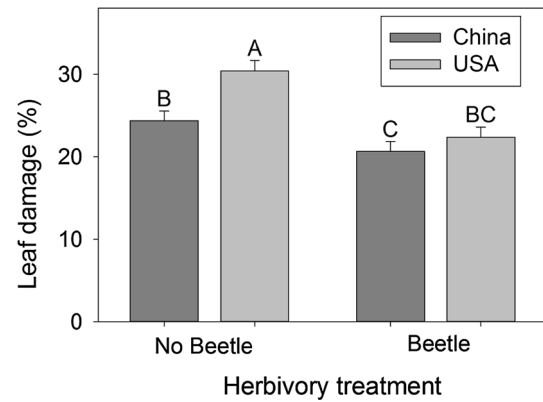 China
USA
A
B
BC
C
30
20
10
0
Leaf damage (%)
No Beetle
Beetle
Herbivory treatment